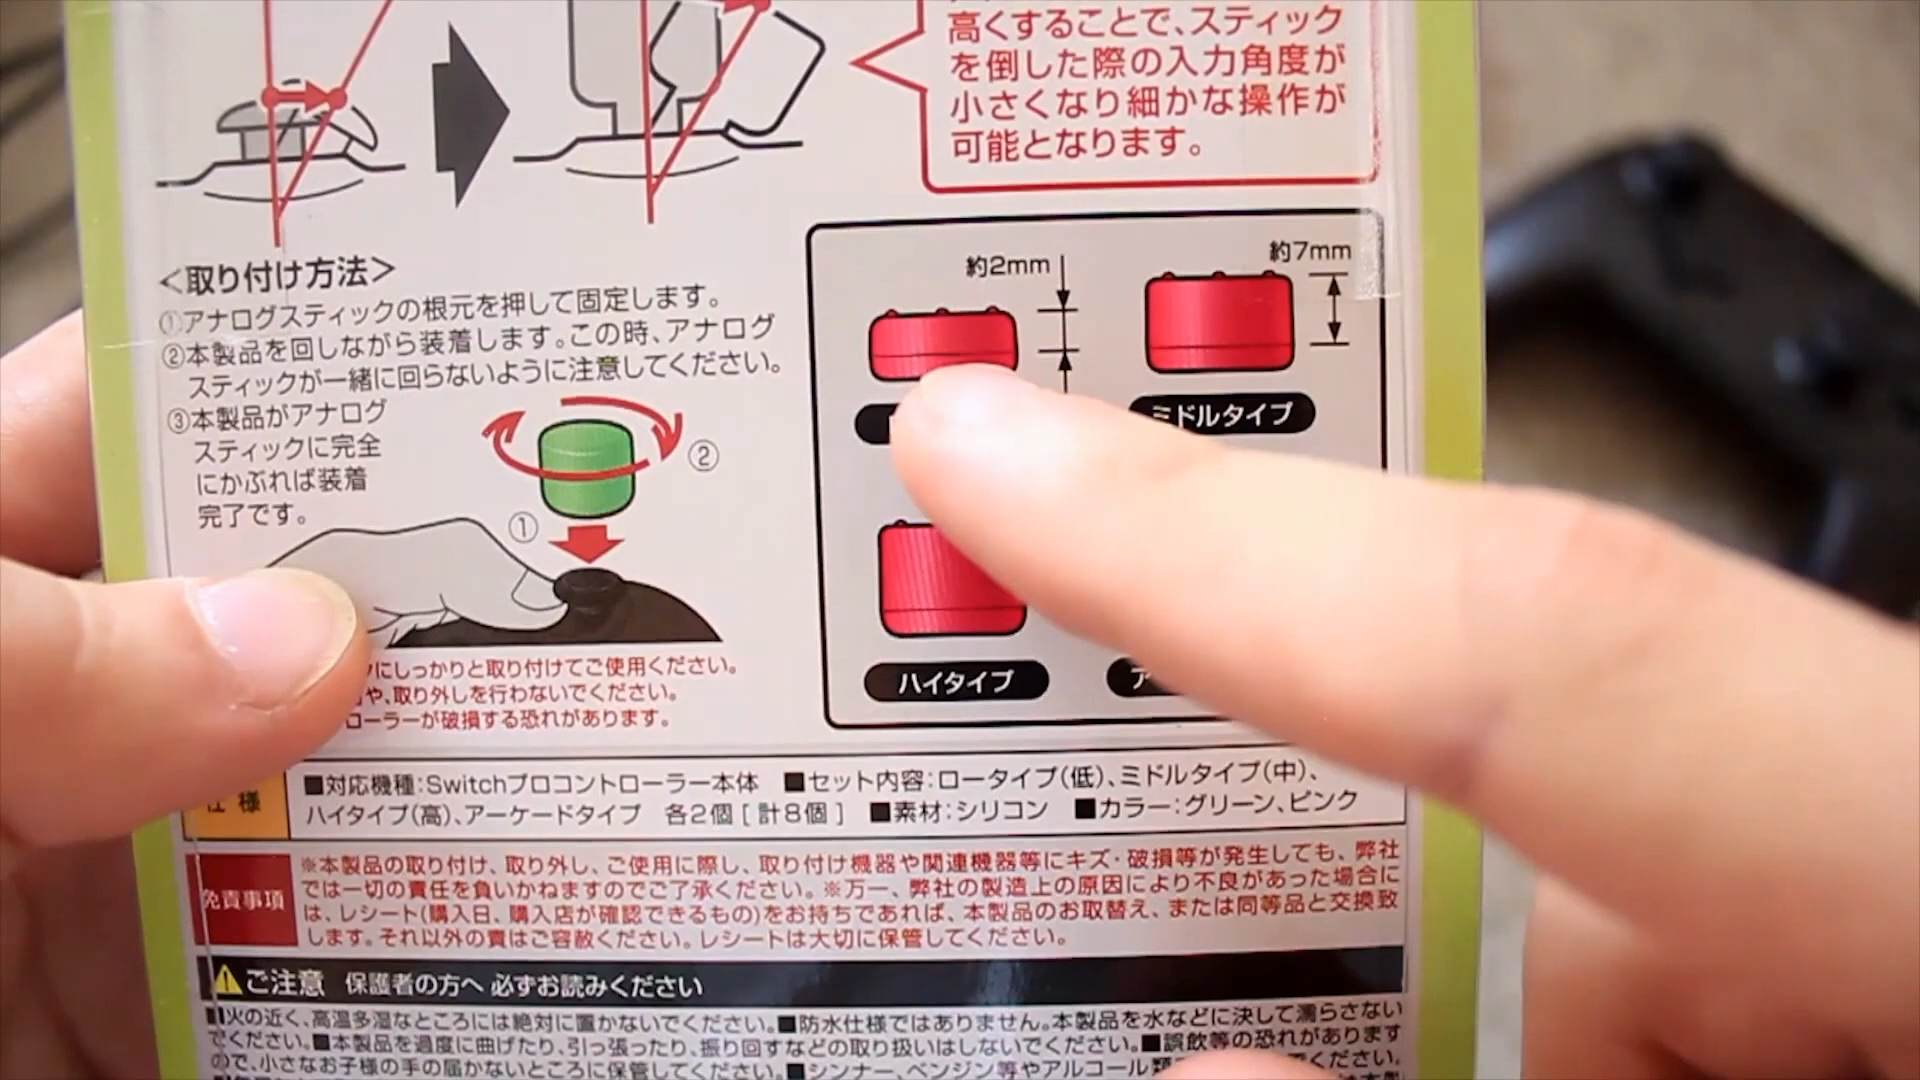 高くすることで、スティック
を倒した際の入力角度が
小さくなり細かな操作が
可能となります。
<取り付け方法>
①アナログスティックの根元を押して固定します。
②本製品を回しながら装着します。この時、アナログ
スティックが一緒に回らないように注意してください。
③本製品がアナログ
スティックに完全
にかぶれば装着
完了です。
①
②
にしっかりと取り付けてご使用ください。
や、取り外しを行わないでください。
ローラーが破損する恐れがあります。
約2mm
約7mm
ミドルタイプ
ハイタイプ
ア
仕様
■対応機種:Switchプロコントローラー本体 ■セット内容:ロータイプ(低)、ミドルタイプ(中)、
ハイタイプ(高)、アーケードタイプ 各2個[計8個] ■素材:シリコン ■カラー:グリーン、ピンク
免責事項
※本製品の取り付け、取り外し、ご使用に際し、取り付け機器や関連機器等にキズ・破損等が発生しても、弊社
では一切の責任を負いかねますのでご了承ください。※万一、弊社の製造上の原因により不良があった場合に
は、レシート(購入日、購入店が確認できるもの)をお持ちであれば、本製品のお取替え、または同等品と交換致
します。それ以外の責はご容赦ください。レシートは大切に保管してください。
ご注意 保護者の方へ 必ずお読みください
■火の近く、高温多湿なところには絶対に置かないでください。■防水仕様ではありません。本製品を水などに決して濡らさない
でください。■本製品を過度に曲げたり、引っ張ったり、振り回すなどの取り扱いはしないでください。■誤飲等の恐れがあります
ので、小さなお子様の手の届かないところに保管してください。■シンナー、ベンジン等やアルコール類 ください。